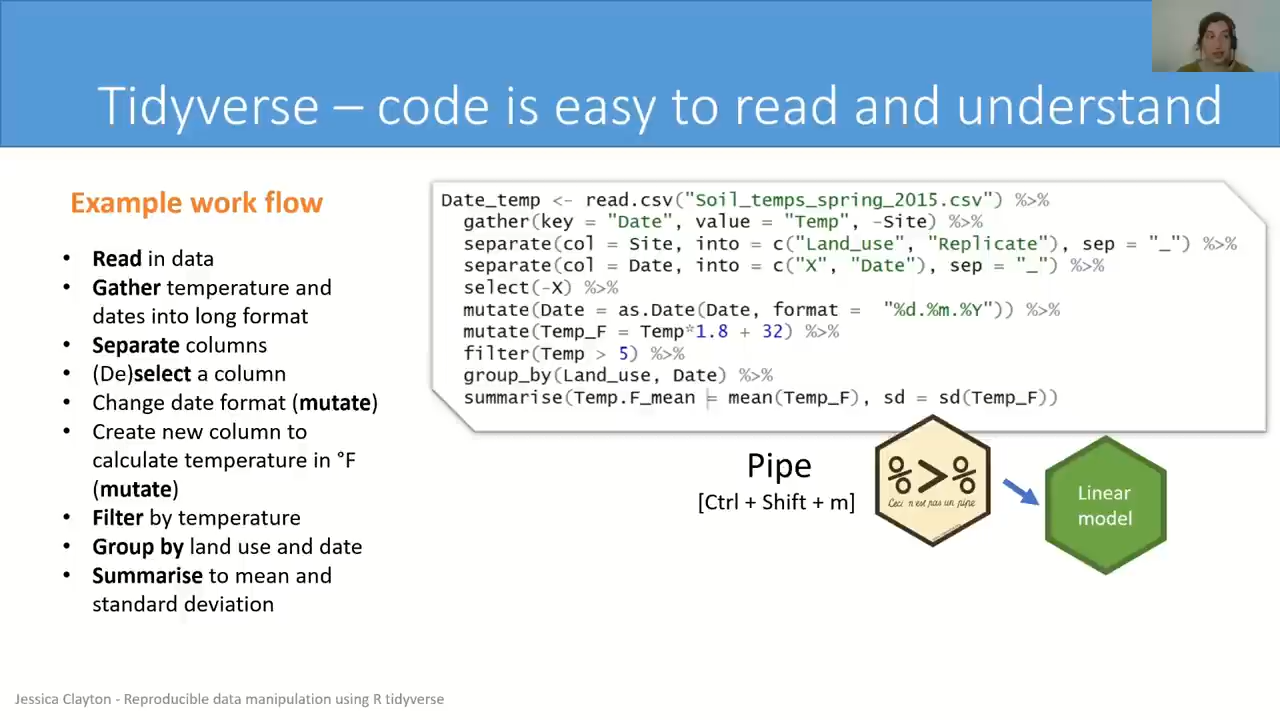 Tidyverse – code is easy to read and understand
Example work flow
• Read in data
• Gather temperature and
dates into long format
• Separate columns
• (De)select a column
• Change date format (mutate)
• Create new column to
calculate temperature in °F
(mutate)
• Filter by temperature
• Group by land use and date
• Summarise to mean and
standard deviation
Date_temp <- read.csv("Soil_temps_spring_2015.csv") %>%
gather(key = "Date", value = "Temp", -Site) %>%
separate(col = Site, into = c("Land_use", "Replicate"), sep = "_") %>%
separate(col = Date, into = c("X", "Date"), sep = "_") %>%
select(-X) %>%
mutate(Date = as.Date(Date, format = "%d.%m.%Y")) %>%
mutate(Temp_F = Temp*1.8 + 32) %>%
filter(Temp > 5) %>%
group_by(Land_use, Date) %>%
summarise(Temp.F_mean = mean(Temp_F), sd = sd(Temp_F))
Pipe
[Ctrl + Shift + m]
%>%
Ceci n'est pas un pipe
Linear
model
Jessica Clayton - Reproducible data manipulation using R tidyverse